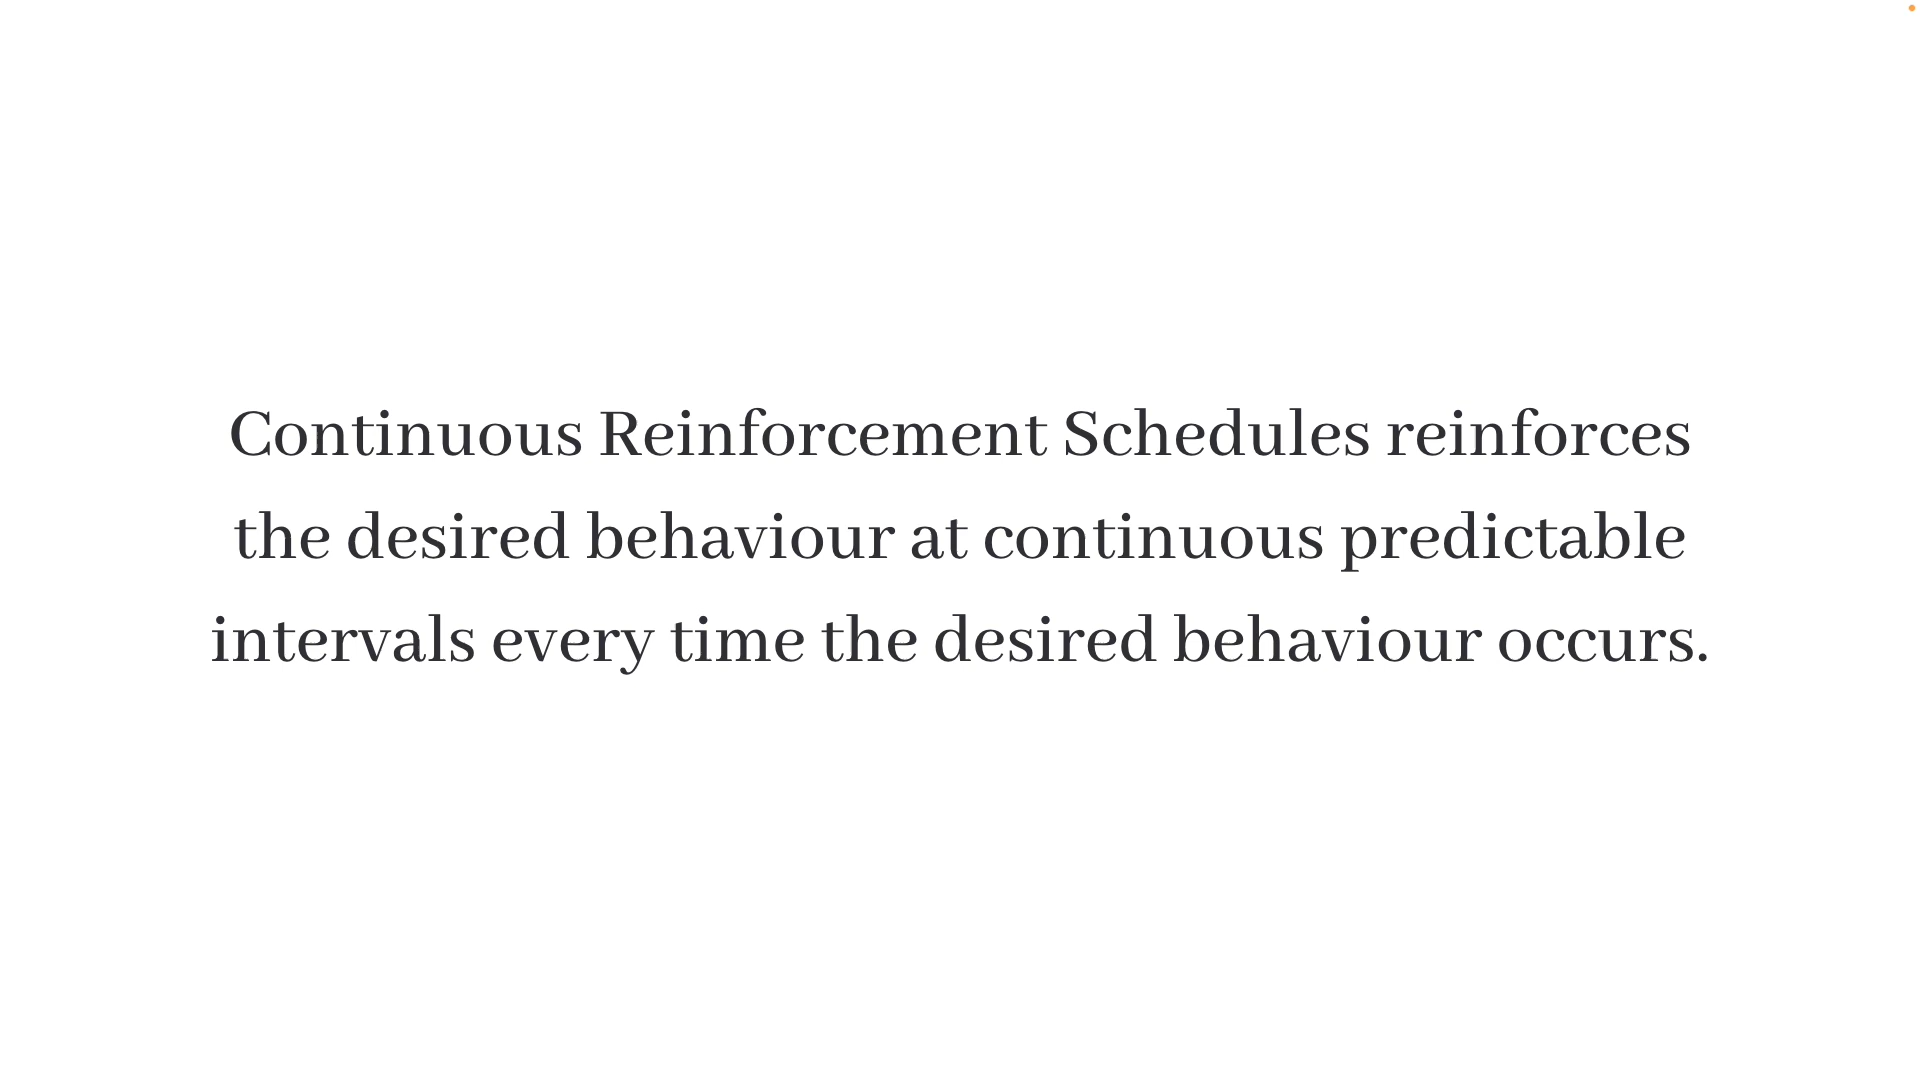 Continuous Reinforcement Schedules reinforces
the desired behaviour at continuous predictable
intervals every time the desired behaviour occurs.